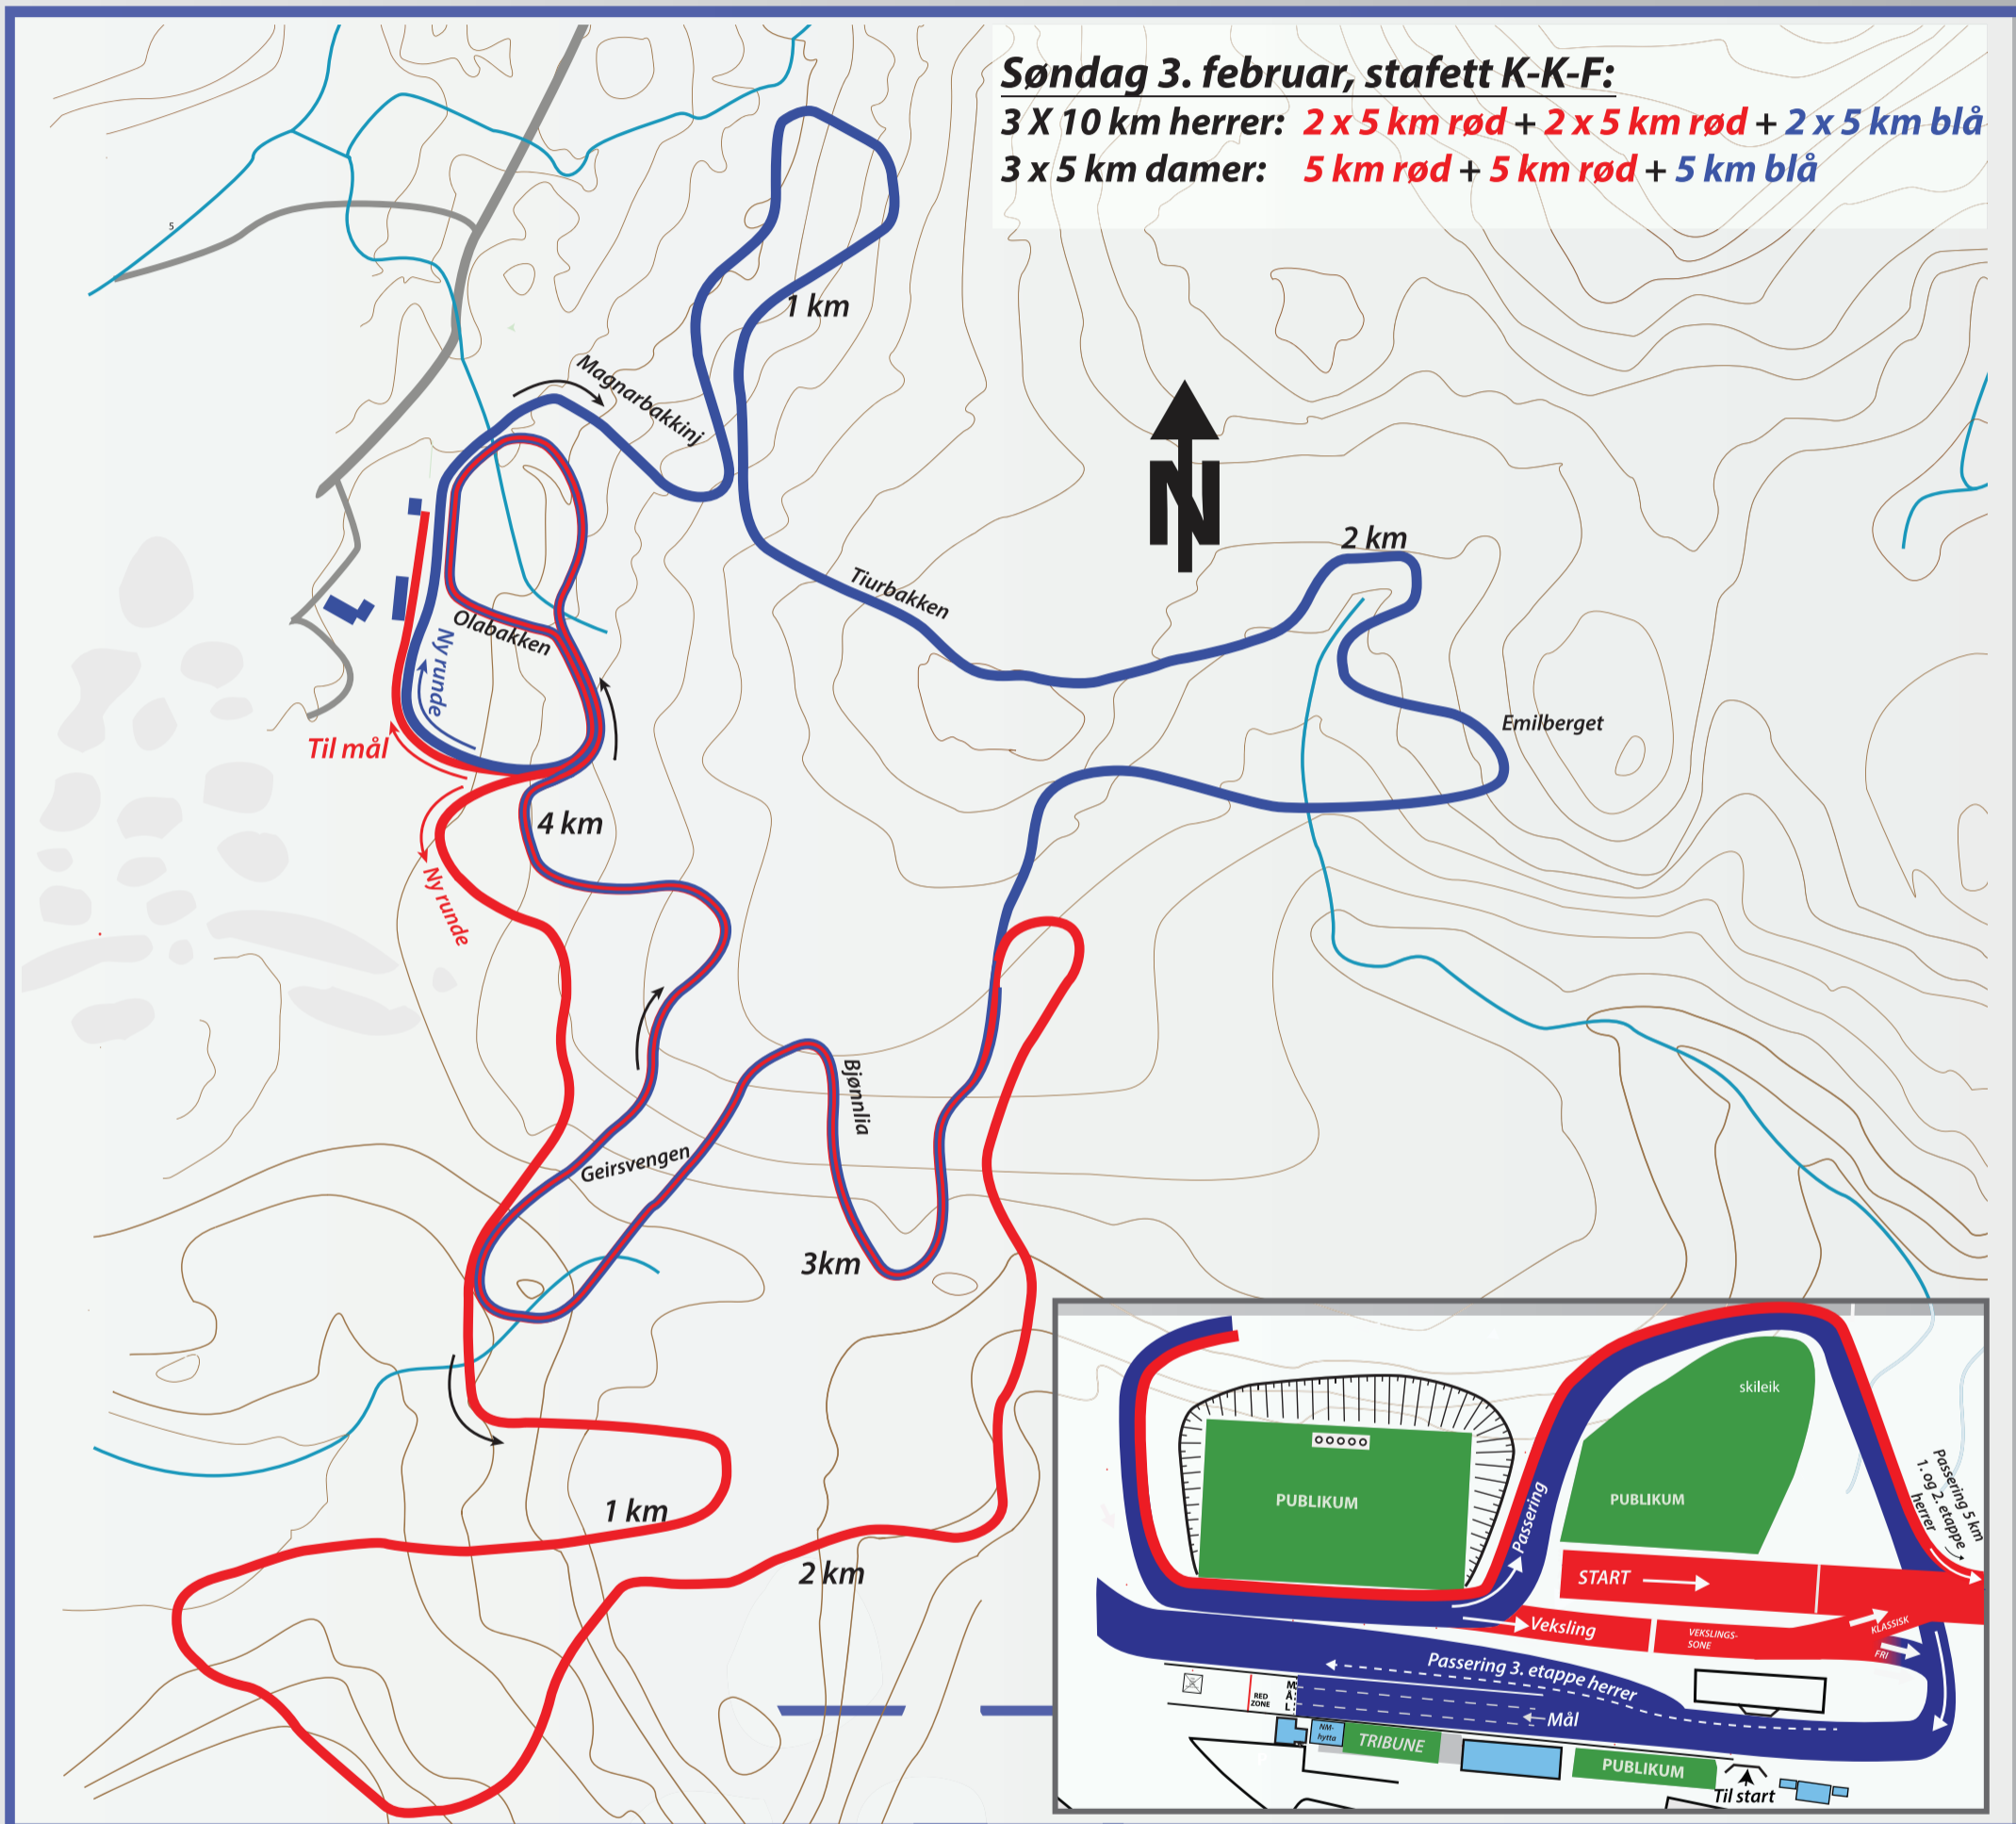 Søndag 3. februar, stafett K-K-F:
3 X 10 km herrer: 2 x 5 km rød + 2 x 5 km rød + 2 x 5 km blå
3 x 5 km damer: 5 km rød + 5 km rød + 5 km blå
5
1 km
Magnarbakkinj
N
2 km
Tiurbakken
Olabakken
Ny runde
Emilberget
Til mål
4 km
Ny runde
Bjønnlia
Geirsvengen
3km
1 km
2 km
skileik
PUBLIKUM
PUBLIKUM
Passering
Passering 5 km
1. og 2. etappe
herrer
START
Veksling
VEKSLINGS-
SONE
KLASSISK
FRI
Passering 3. etappe herrer
RED
ZONE
MÅL
Mål
NM-
hytta
TRIBUNE
PUBLIKUM
Til start